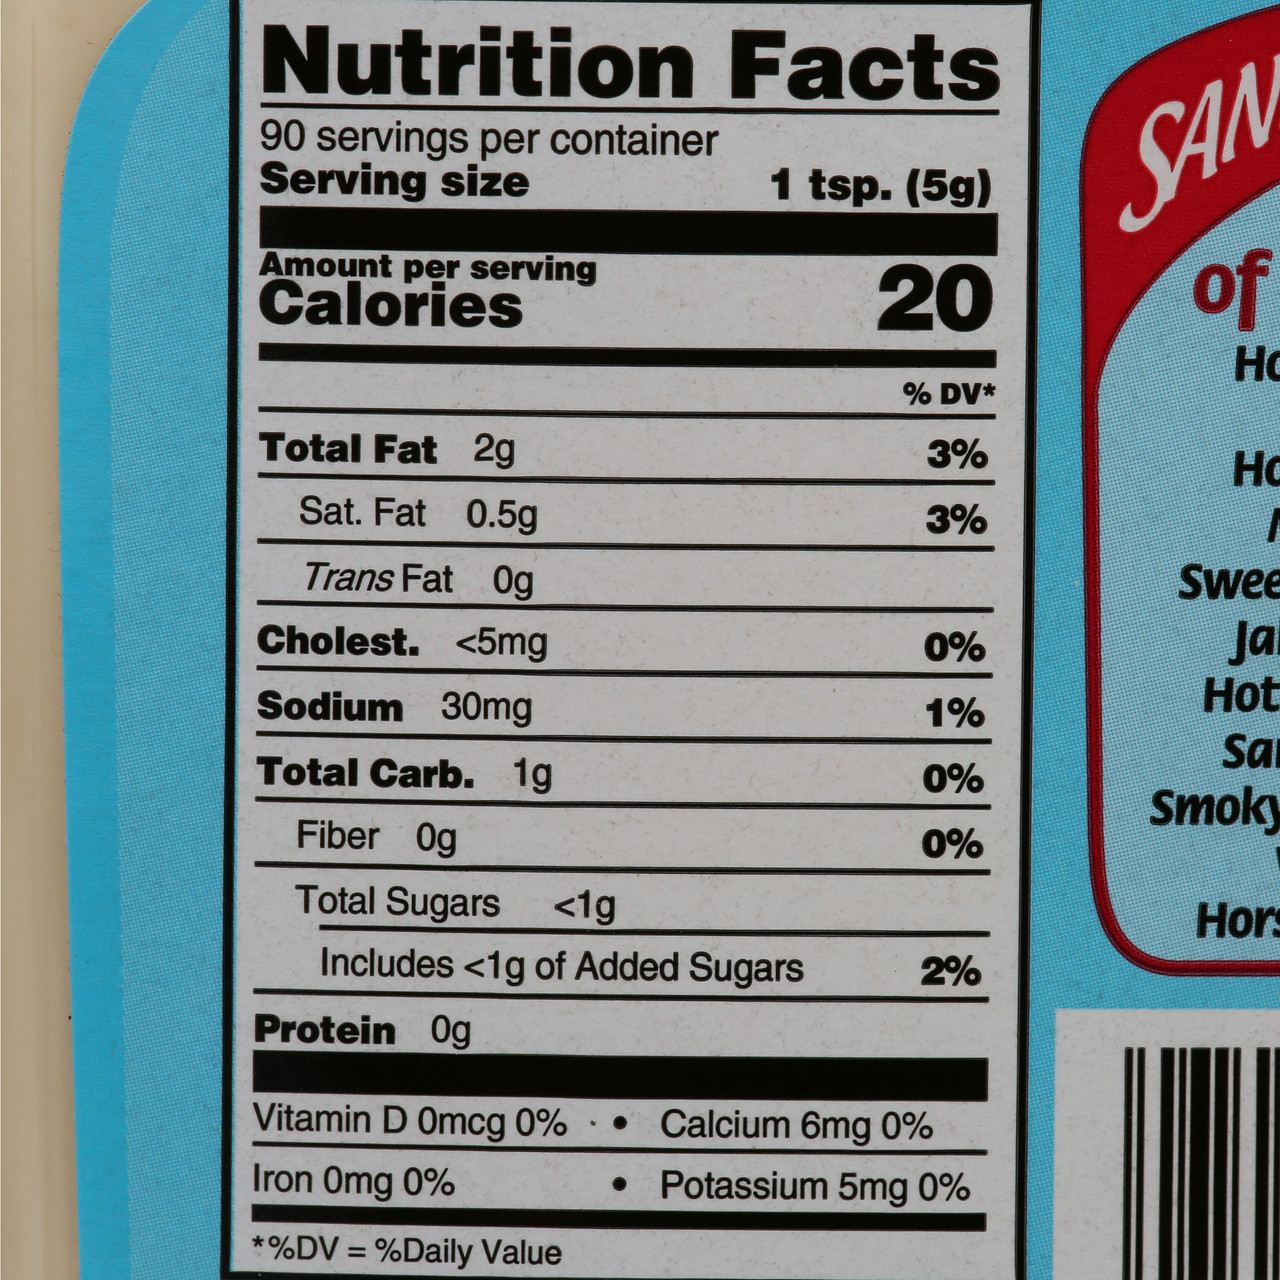 Nutrition Facts
90 servings per container
Serving size 1 tsp. (5g)
Amount per serving
Calories 20
% DV*
Total Fat 2g 3%
Sat. Fat 0.5g 3%
Trans Fat 0g
Cholest. <5mg 0%
Sodium 30mg 1%
Total Carb. 1g 0%
Fiber 0g 0%
Total Sugars <1g
Includes <1g of Added Sugars 2%
Protein 0g
Vitamin D 0mcg 0% • Calcium 6mg 0%
Iron 0mg 0% • Potassium 5mg 0%
*%DV = %Daily Value
of
Smoky